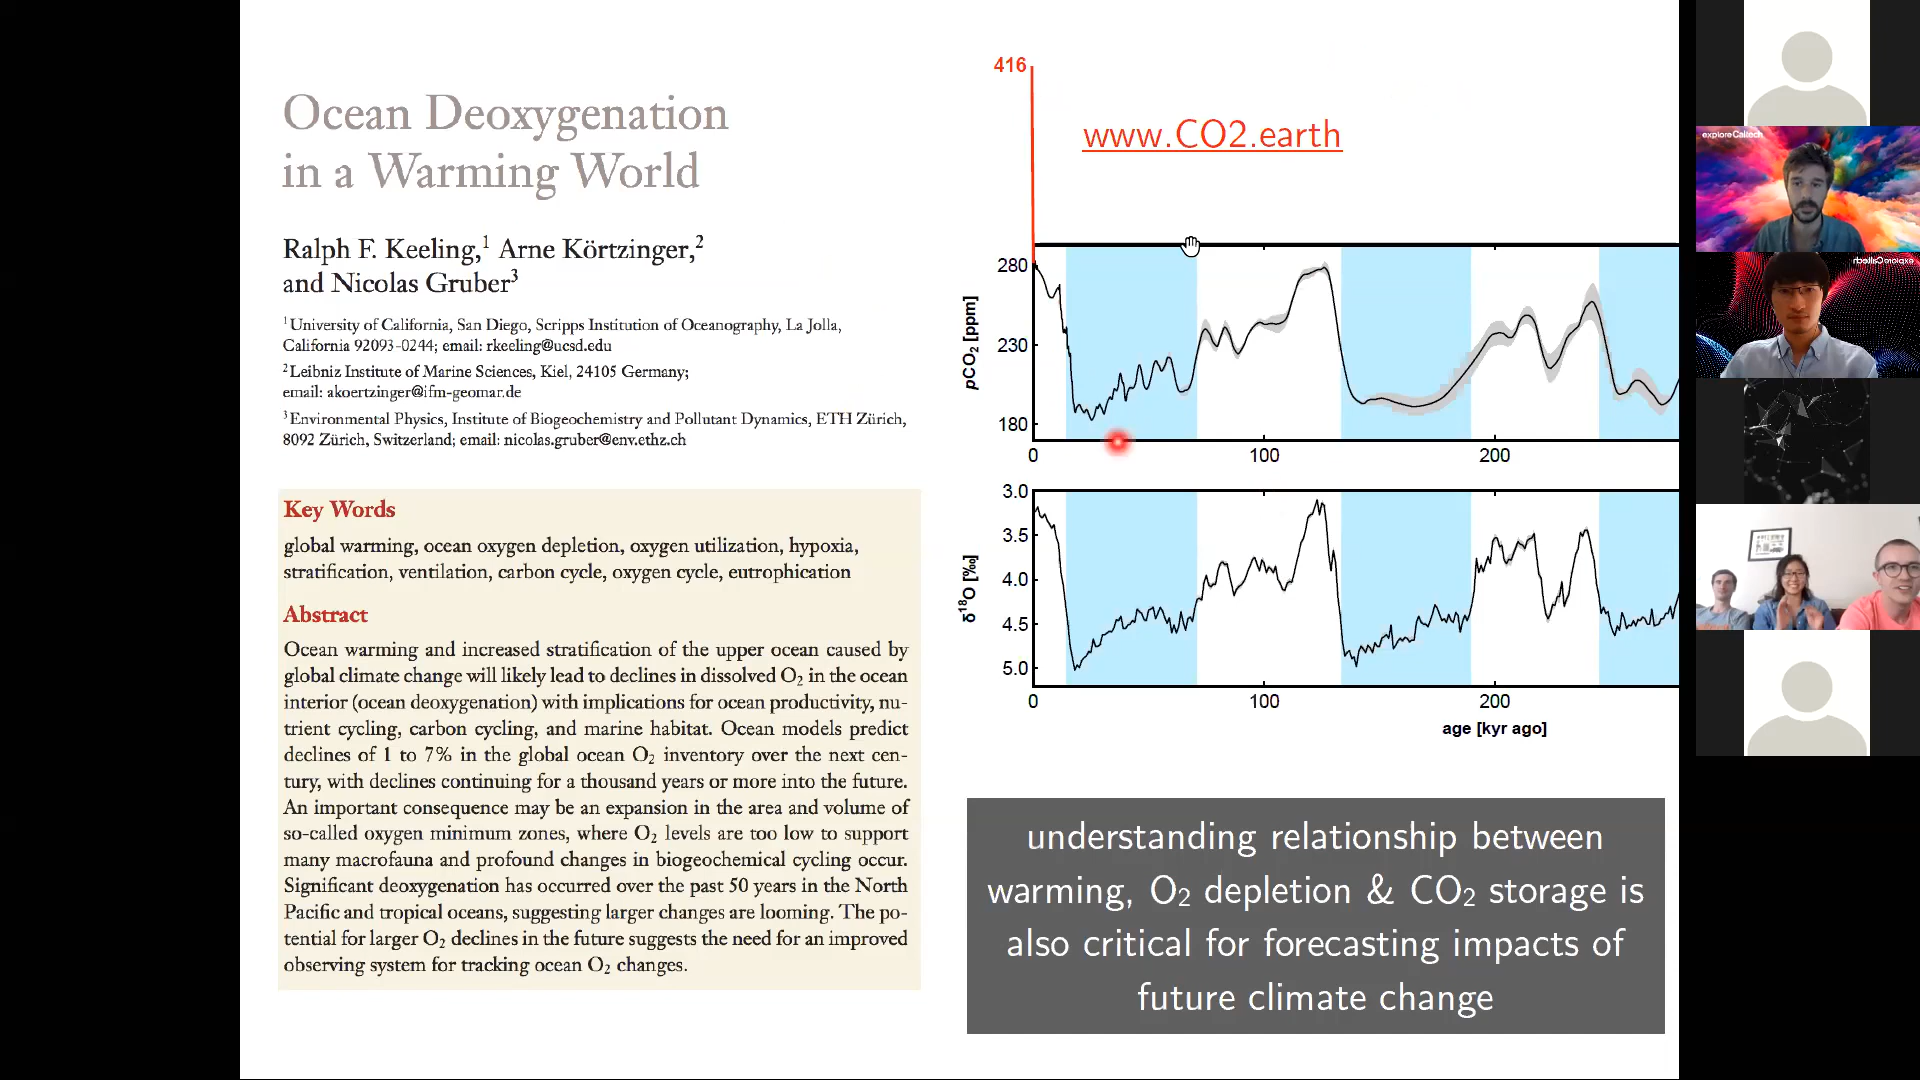 Ocean Deoxygenation
in a Warming World
Ralph F. Keeling,¹ Arne Körtzinger,²
and Nicolas Gruber³
¹University of California, San Diego, Scripps Institution of Oceanography, La Jolla,
California 92093-0244; email: rkeeling@ucsd.edu
²Leibniz Institute of Marine Sciences, Kiel, 24105 Germany;
email: akoertzinger@ifm-geomar.de
³Environmental Physics, Institute of Biogeochemistry and Pollutant Dynamics, ETH Zürich,
8092 Zürich, Switzerland; email: nicolas.gruber@env.ethz.ch
Key Words
global warming, ocean oxygen depletion, oxygen utilization, hypoxia,
stratification, ventilation, carbon cycle, oxygen cycle, eutrophication
Abstract
Ocean warming and increased stratification of the upper ocean caused by
global climate change will likely lead to declines in dissolved O₂ in the ocean
interior (ocean deoxygenation) with implications for ocean productivity, nu-
trient cycling, carbon cycling, and marine habitat. Ocean models predict
declines of 1 to 7% in the global ocean O₂ inventory over the next cen-
tury, with declines continuing for a thousand years or more into the future.
An important consequence may be an expansion in the area and volume of
so-called oxygen minimum zones, where O₂ levels are too low to support
many macrofauna and profound changes in biogeochemical cycling occur.
Significant deoxygenation has occurred over the past 50 years in the North
Pacific and tropical oceans, suggesting larger changes are looming. The po-
tential for larger O₂ declines in the future suggests the need for an improved
observing system for tracking ocean O₂ changes.
416
www.CO2.earth
280
230
180
pCO₂ [ppm]
0 100 200
3.0
3.5
4.0
4.5
5.0
δ¹⁸O [‰]
0 100 200
age [kyr ago]
understanding relationship between
warming, O₂ depletion & CO₂ storage is
also critical for forecasting impacts of
future climate change
exploreCaltech
exploreCaltech